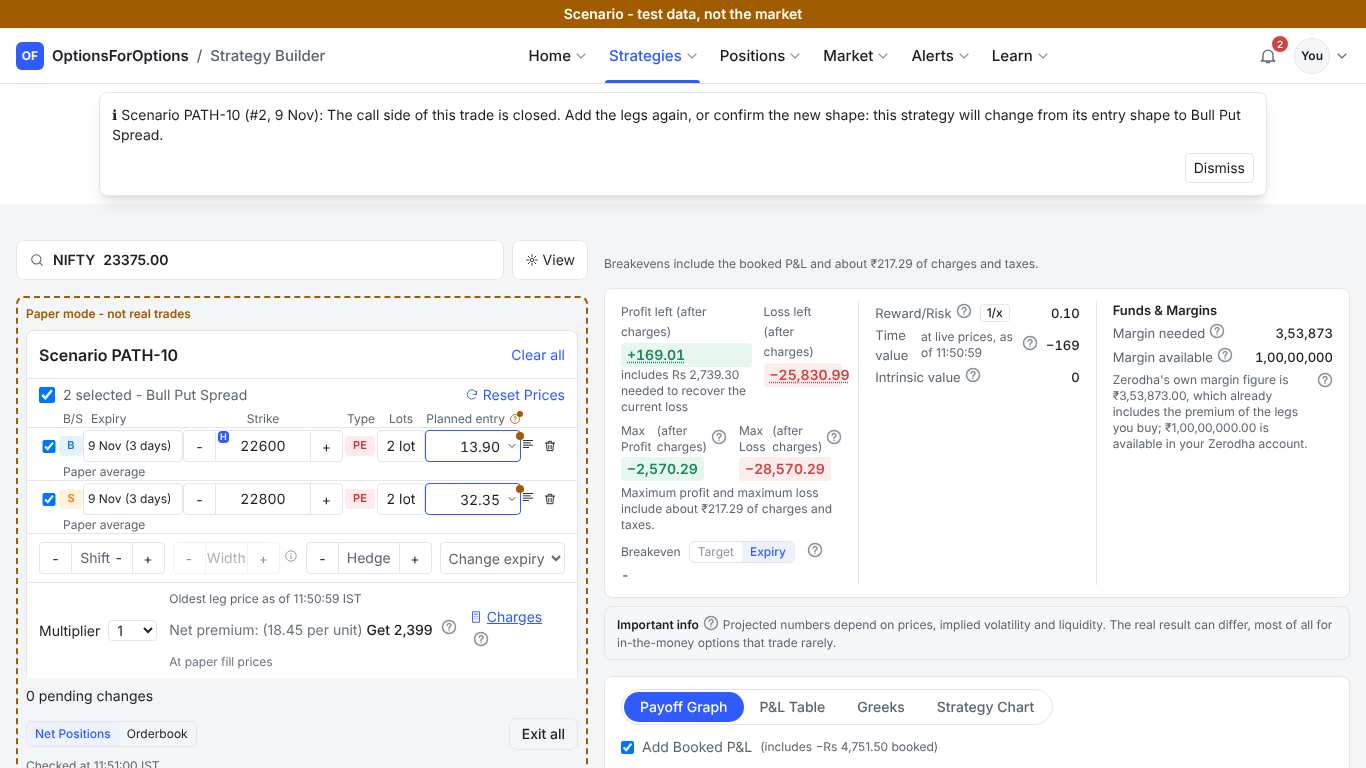 Scenario - test data, not the market
OF OptionsForOptions / Strategy Builder
Home Strategies Positions Market Alerts Learn
2
You
ℹ Scenario PATH-10 (#2, 9 Nov): The call side of this trade is closed. Add the legs again, or confirm the new shape: this strategy will change from its entry shape to Bull Put
Spread.
Dismiss
NIFTY 23375.00
View
Paper mode - not real trades
Scenario PATH-10
Clear all
2 selected - Bull Put Spread
Reset Prices
B/S Expiry Strike Type Lots Planned entry
B 9 Nov (3 days) - H 22600 + PE 2 lot 13.90
Paper average
S 9 Nov (3 days) - 22800 + PE 2 lot 32.35
Paper average
- Shift - + - Width + - Hedge + Change expiry
Oldest leg price as of 11:50:59 IST
Multiplier 1 Net premium: (18.45 per unit) Get 2,399
Charges
At paper fill prices
0 pending changes
Net Positions Orderbook
Exit all
Checked at 11:51:00 IST
Breakevens include the booked P&L and about ₹217.29 of charges and taxes.
Profit left (after
charges)
+169.01
includes Rs 2,739.30
needed to recover the
current loss
Loss left
(after
charges)
−25,830.99
Max (after
Profit charges)
−2,570.29
Max (after
Loss charges)
−28,570.29
Maximum profit and maximum loss
include about ₹217.29 of charges and
taxes.
Breakeven Target Expiry
-
Reward/Risk 1/x 0.10
Time value at live prices, as of 11:50:59 −169
Intrinsic value 0
Funds & Margins
Margin needed 3,53,873
Margin available 1,00,00,000
Zerodha's own margin figure is
₹3,53,873.00, which already
includes the premium of the legs
you buy; ₹1,00,00,000.00 is
available in your Zerodha account.
Important info Projected numbers depend on prices, implied volatility and liquidity. The real result can differ, most of all for
in-the-money options that trade rarely.
Payoff Graph P&L Table Greeks Strategy Chart
Add Booked P&L (includes −Rs 4,751.50 booked)